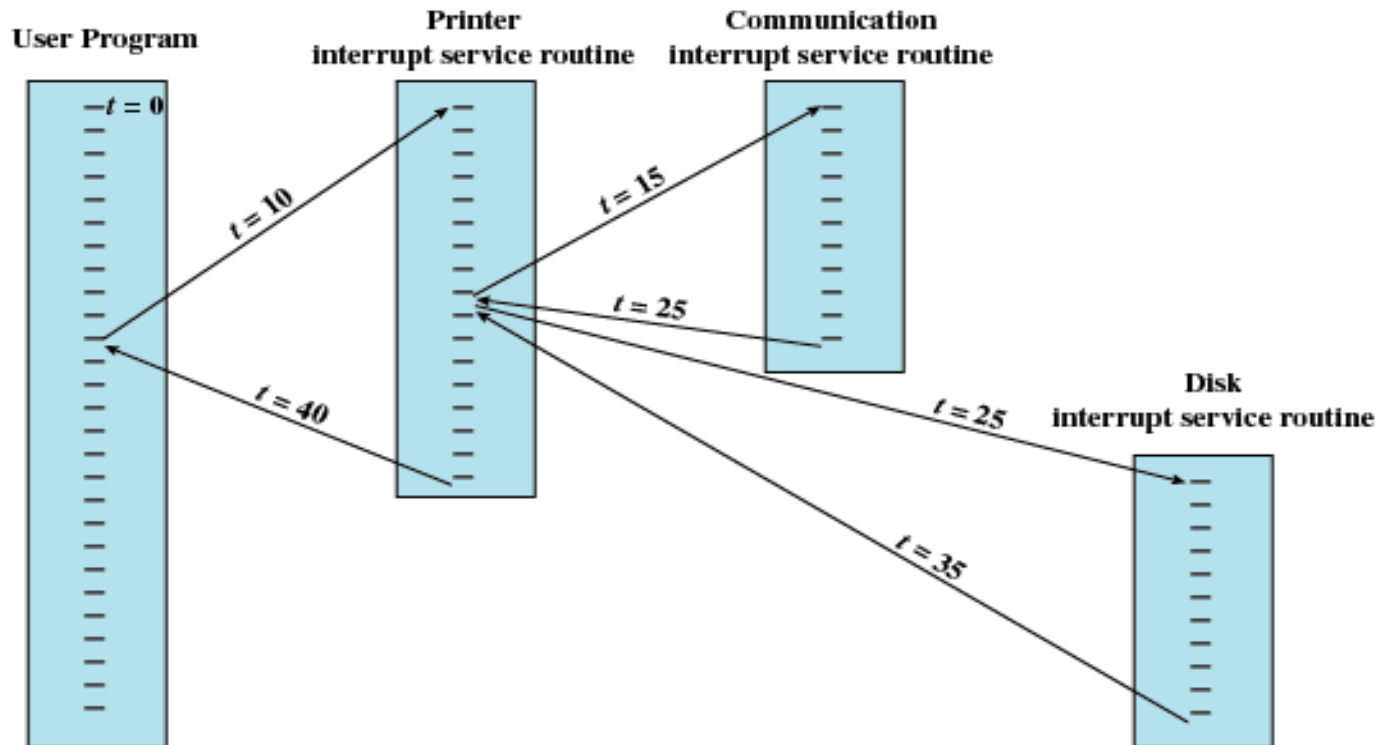 User Program
Printer
interrupt service routine
Communication
interrupt service routine
t = 0
t = 10
t = 15
t = 25
t = 40
t = 25
Disk
interrupt service routine
t = 35